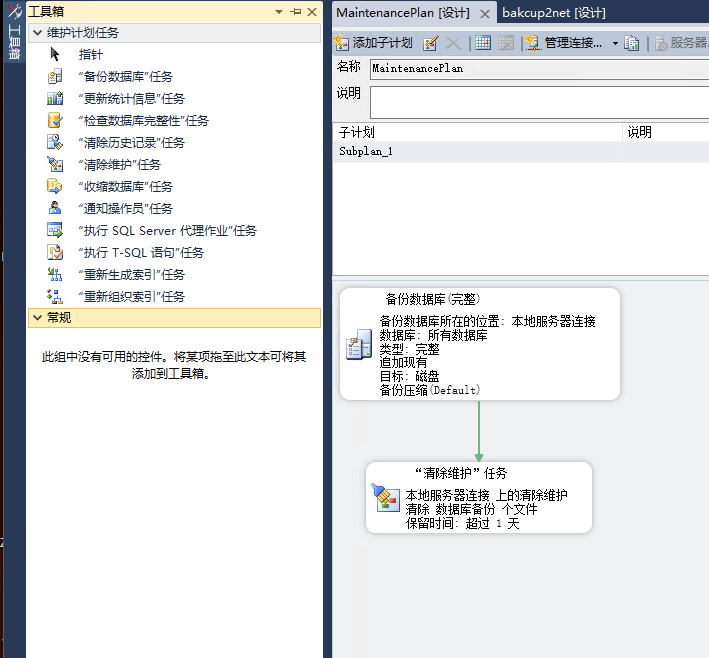 工具箱
工具箱
维护计划任务
指针
“备份数据库”任务
“更新统计信息”任务
“检查数据库完整性”任务
“清除历史记录”任务
“清除维护”任务
“收缩数据库”任务
“通知操作员”任务
“执行 SQL Server 代理作业”任务
“执行 T-SQL 语句”任务
“重新生成索引”任务
“重新组织索引”任务
常规
此组中没有可用的控件。将某项拖至此文本可将其
添加到工具箱。
MaintenancePlan [设计]
bakcup2net [设计]
添加子计划
管理连接...
服务器
名称
MaintenancePlan
说明
子计划
说明
Subplan_1
备份数据库(完整)
备份数据库所在的位置: 本地服务器连接
数据库: 所有数据库
类型: 完整
追加现有
目标: 磁盘
备份压缩(Default)
“清除维护”任务
本地服务器连接 上的清除维护
清除 数据库备份 个文件
保留时间: 超过 1 天